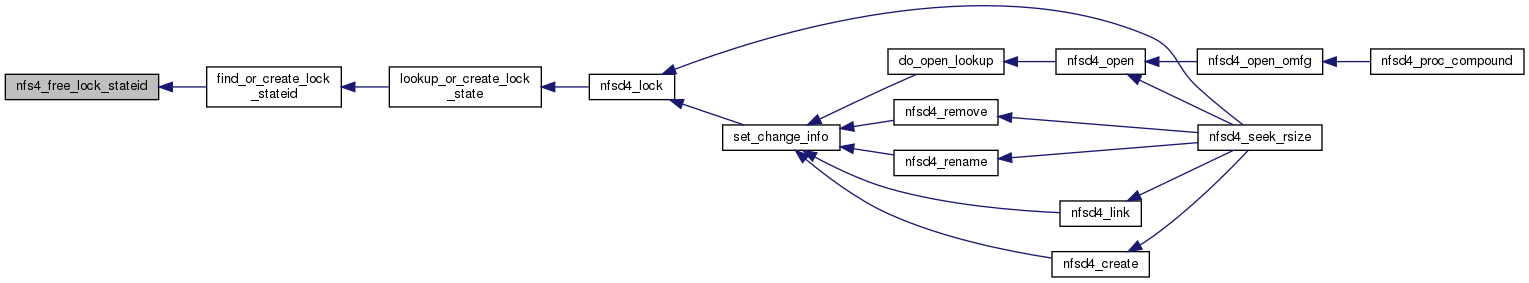 nfs4_free_lock_stateid
find_or_create_lock
_stateid
lookup_or_create_lock
_state
nfsd4_lock
set_change_info
do_open_lookup
nfsd4_remove
nfsd4_rename
nfsd4_open
nfsd4_link
nfsd4_create
nfsd4_open_omfg
nfsd4_seek_rsize
nfsd4_proc_compound